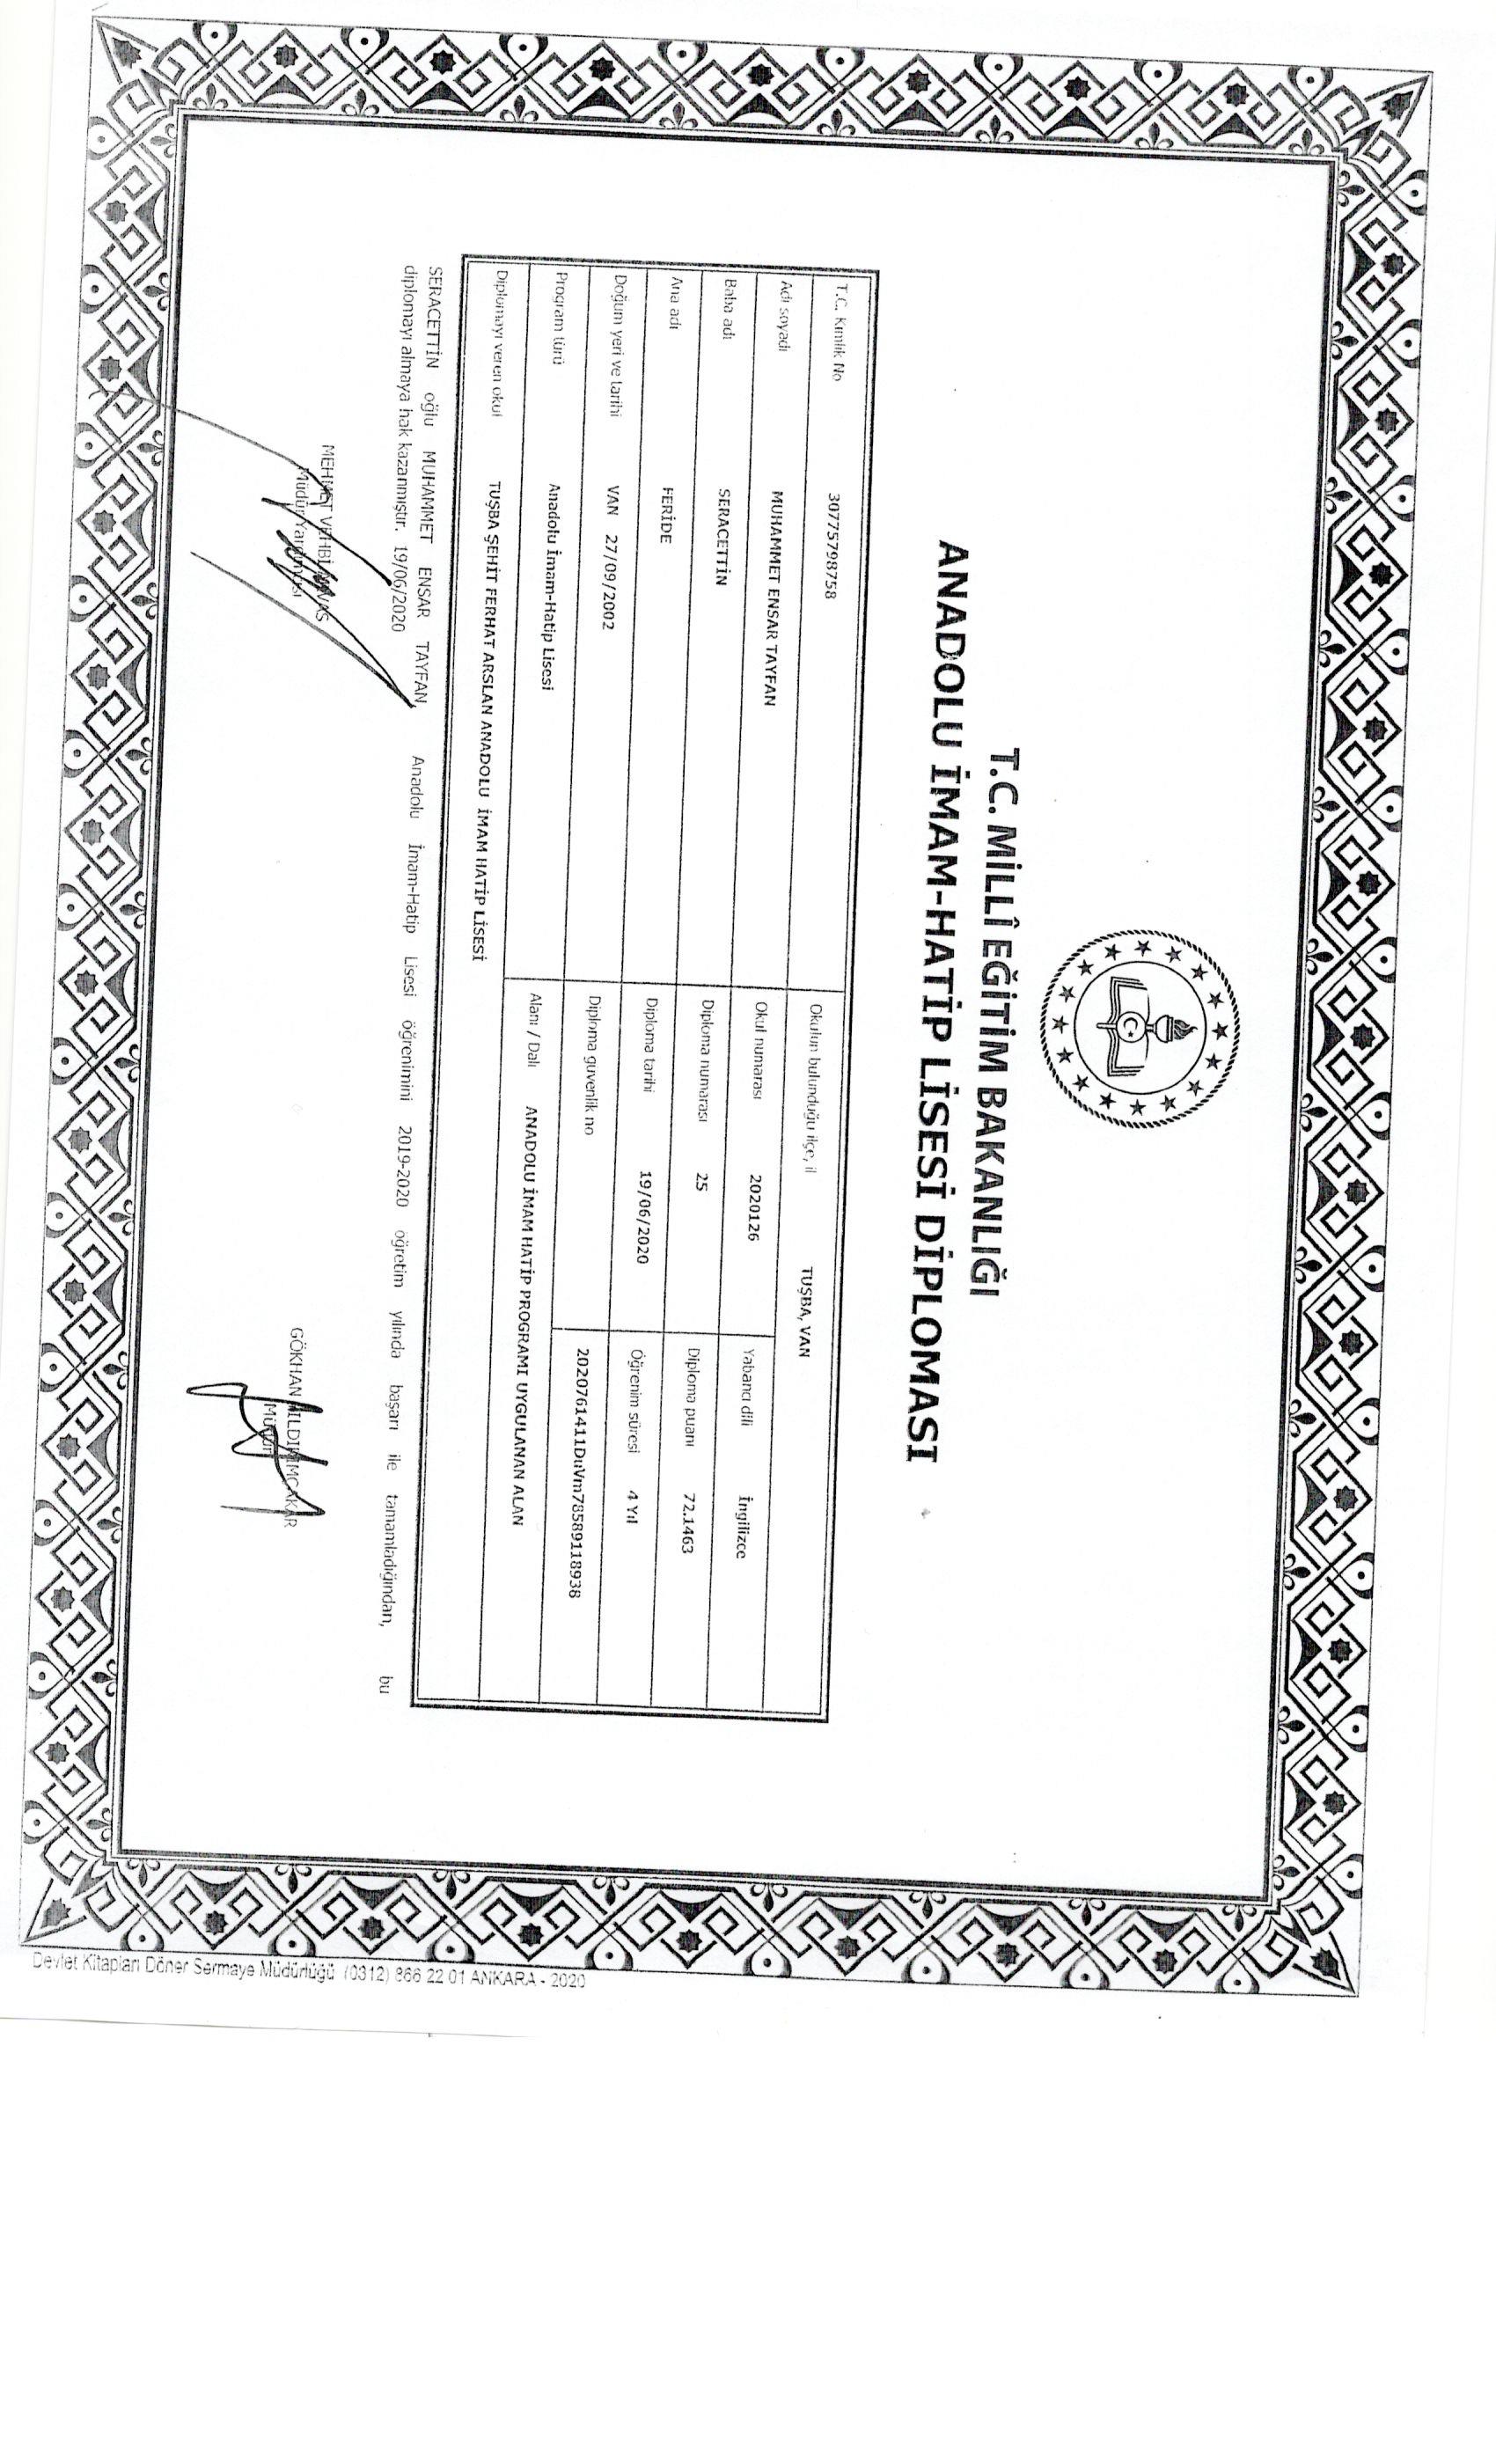 T.C. MİLLÎ EĞİTİM BAKANLIĞI
ANADOLU İMAM-HATİP LİSESİ DİPLOMASI
T.C. Kimlik No 30775798758
Okulun bulunduğu ilçe, il TUŞBA, VAN
Adı soyadı MUHAMMET ENSAR TAYFAN
Okul numarası 2020126 Yabancı dili İngilizce
Baba adı SERACETTİN
Diploma numarası 25 Diploma puanı 72.1463
Ana adı FERİDE
Diploma tarihi 19/06/2020 Öğrenim süresi 4 Yıl
Doğum yeri ve tarihi VAN 27/09/2002
Diploma güvenlik no 2020761411DuVm78589118938
Program türü Anadolu İmam-Hatip Lisesi
Alanı / Dalı ANADOLU İMAM HATİP PROGRAMI UYGULANAN ALAN
Diplomayı veren okul TUŞBA ŞEHİT FERHAT ARSLAN ANADOLU İMAM HATİP LİSESİ
SERACETTİN oğlu MUHAMMET ENSAR TAYFAN, Anadolu İmam-Hatip Lisesi öğrenimini 2019-2020 öğretim yılında başarı ile tamamladığından, bu
diplomayı almaya hak kazanmıştır. 19/06/2020
MEHMET VEHBİ
Müdür Yardımcısı
GÖKHAN
Müdür
Devlet Kitapları Döner Sermaye Müdürlüğü (0312) 866 22 01 ANKARA - 2020